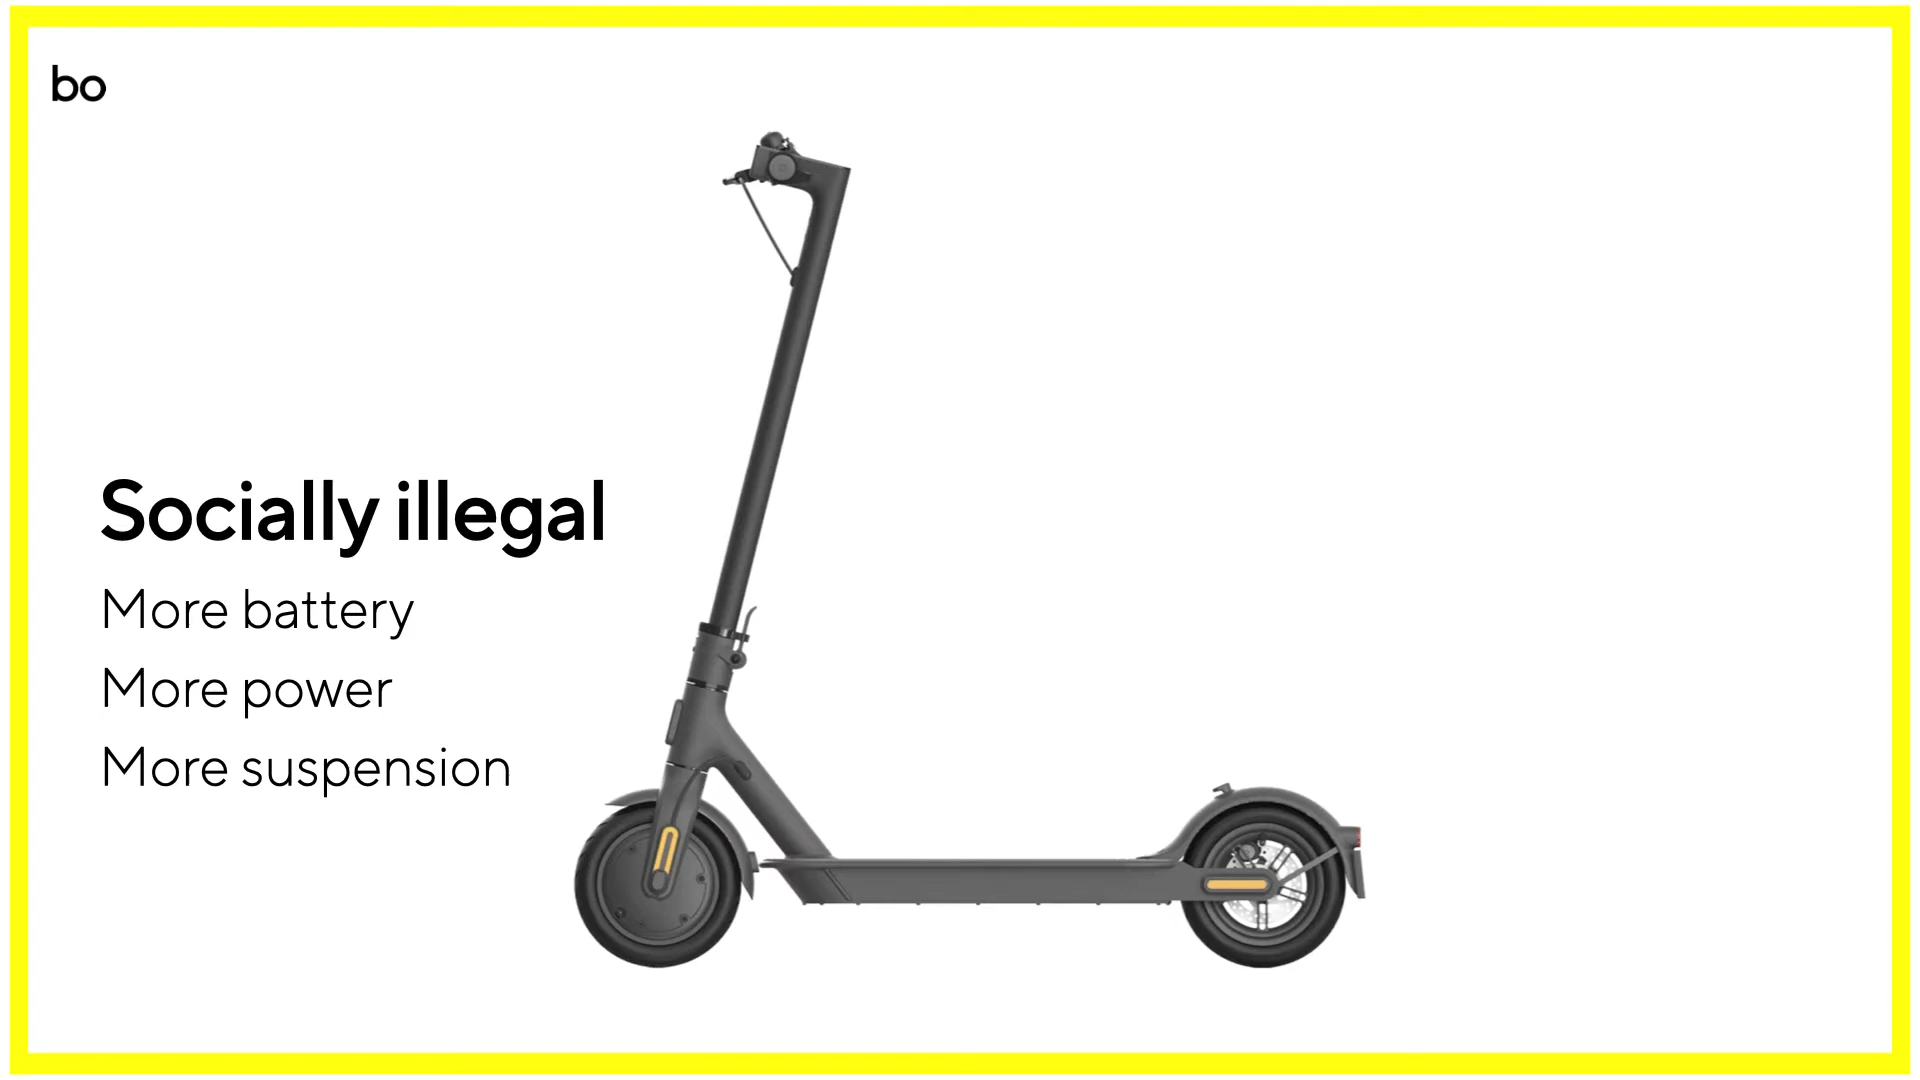 bo
Socially illegal
More battery
More power
More suspension